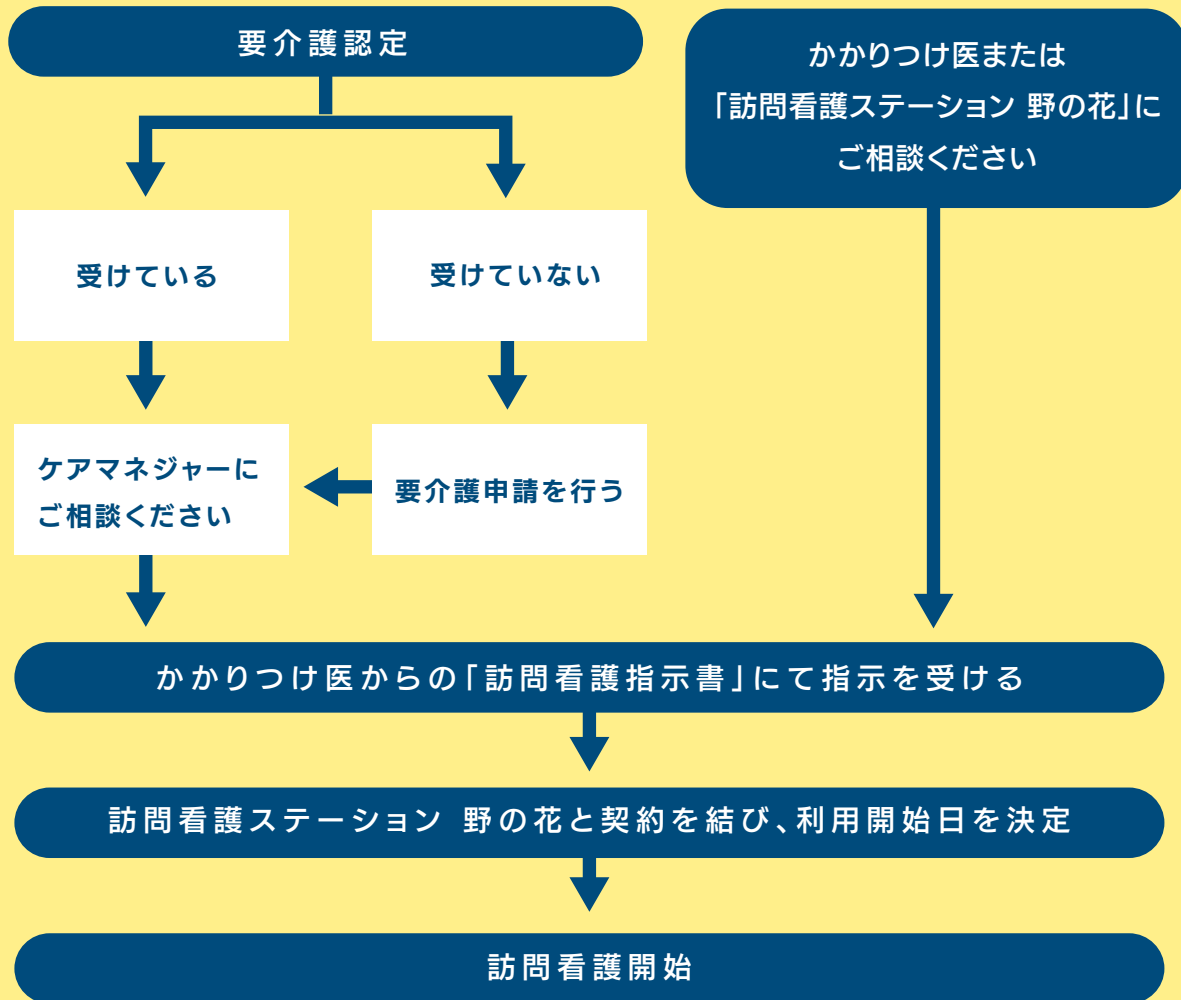 要介護認定
かかりつけ医または
「訪問看護ステーション 野の花」に
ご相談ください
受けている
受けていない
ケアマネジャーに
ご相談ください
要介護申請を行う
かかりつけ医からの「訪問看護指示書」にて指示を受ける
訪問看護ステーション 野の花と契約を結び、利用開始日を決定
訪問看護開始